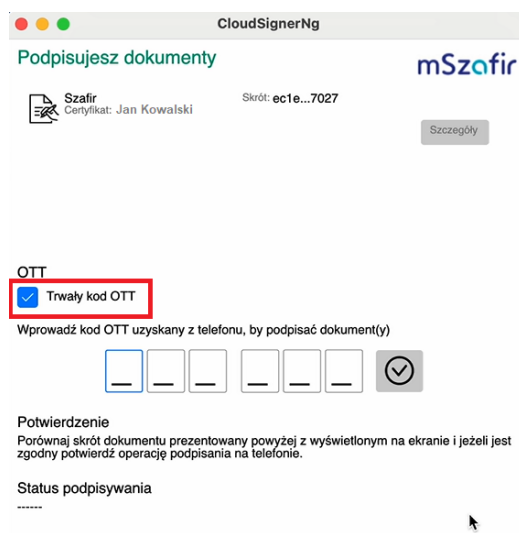 CloudSignerNg
Podpisujesz dokumenty
mSzafir
Szafir
Certyfikat: Jan Kowalski
Skrót: ec1e...7027
Szczegóły
OTT
Trwały kod OTT
Wprowadź kod OTT uzyskany z telefonu, by podpisać dokument(y)
Potwierdzenie
Porównaj skrót dokumentu prezentowany powyżej z wyświetlonym na ekranie i jeżeli jest
zgodny potwierdź operację podpisania na telefonie.
Status podpisywania
------